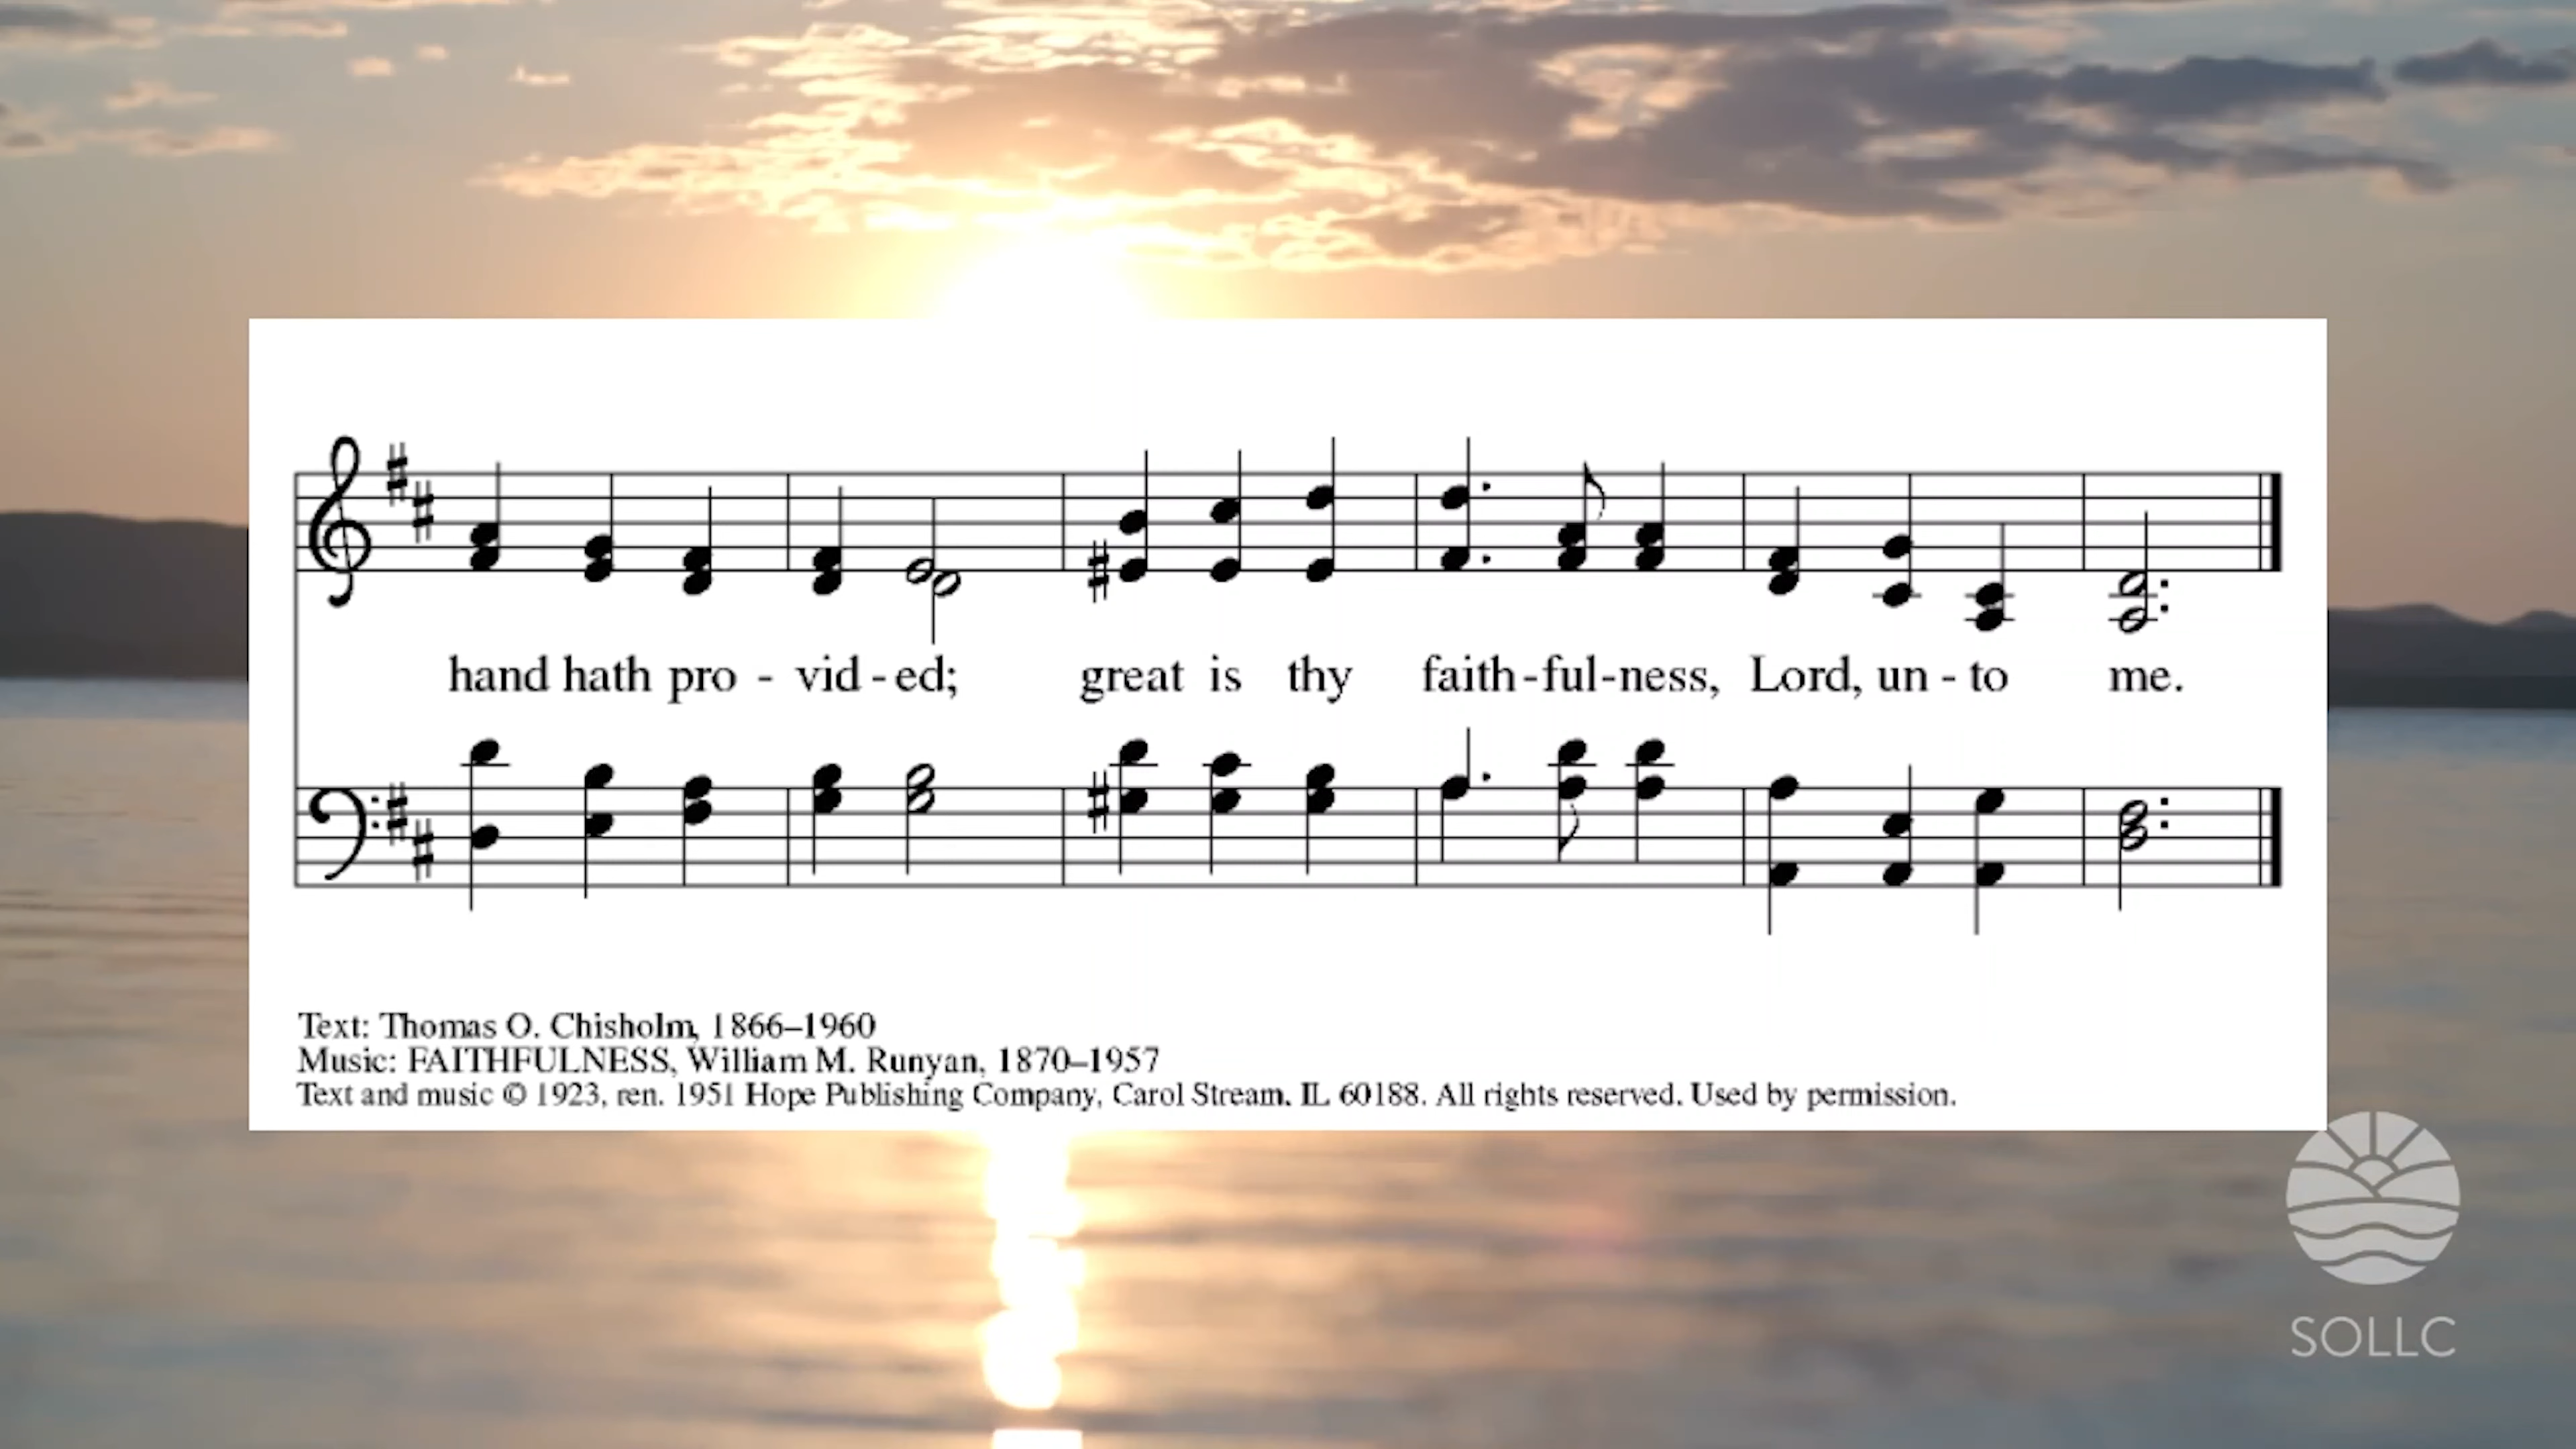 hand hath pro - vid - ed; great is thy faith - ful - ness, Lord, un - to me.
Text: Thomas O. Chisholm, 1866–1960
Music: FAITHFULNESS, William M. Runyan, 1870–1957
Text and music © 1923, ren. 1951 Hope Publishing Company, Carol Stream, IL 60188. All rights reserved. Used by permission.
SOLLC